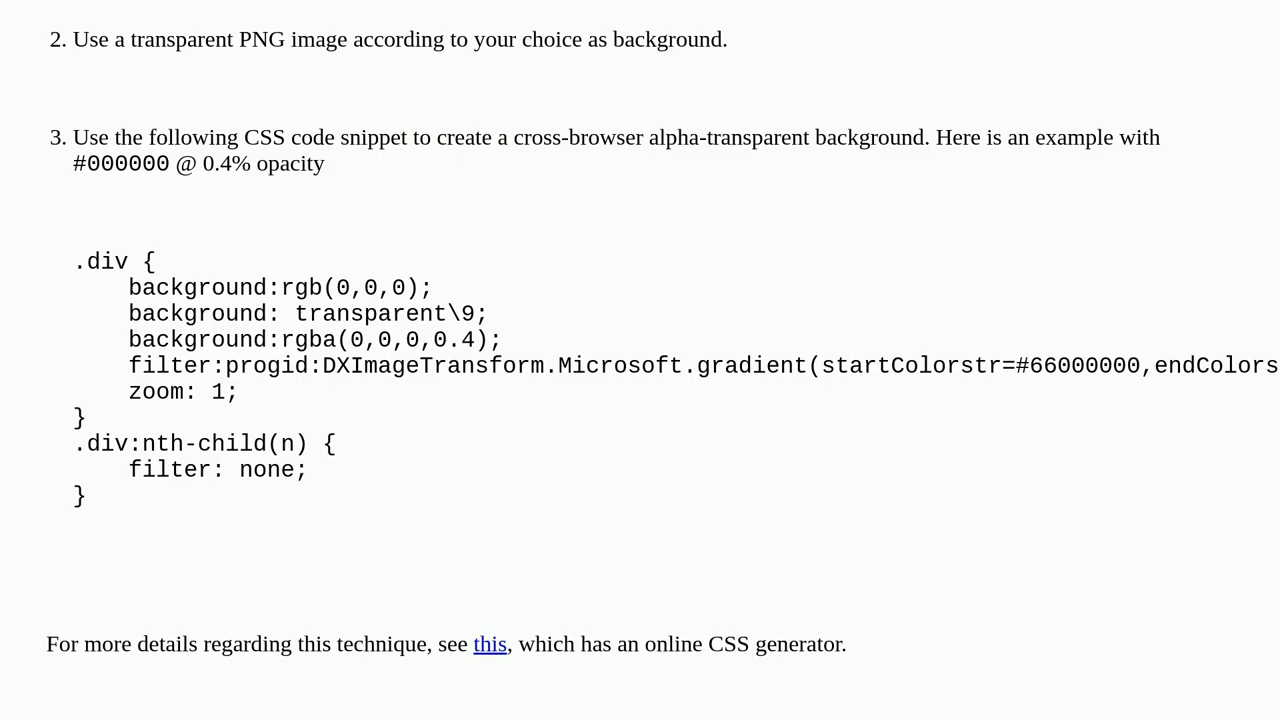 2. Use a transparent PNG image according to your choice as background.
3. Use the following CSS code snippet to create a cross-browser alpha-transparent background. Here is an example with
#000000 @ 0.4% opacity
.div {
    background:rgb(0,0,0);
    background: transparent\9;
    background:rgba(0,0,0,0.4);
    filter:progid:DXImageTransform.Microsoft.gradient(startColorstr=#66000000,endColors
    zoom: 1;
}
.div:nth-child(n) {
    filter: none;
}
For more details regarding this technique, see this, which has an online CSS generator.